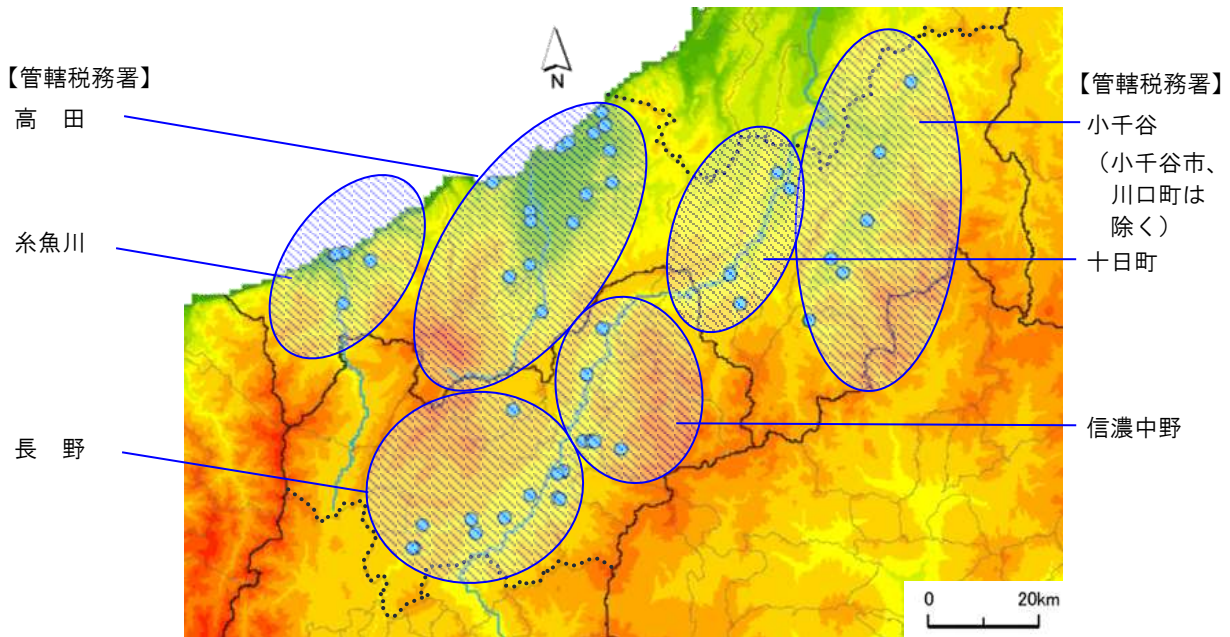 【管轄税務署】
高　田
糸魚川
長　野
N
【管轄税務署】
小千谷
（小千谷市、
川口町は
除く）
十日町
信濃中野
0 20km